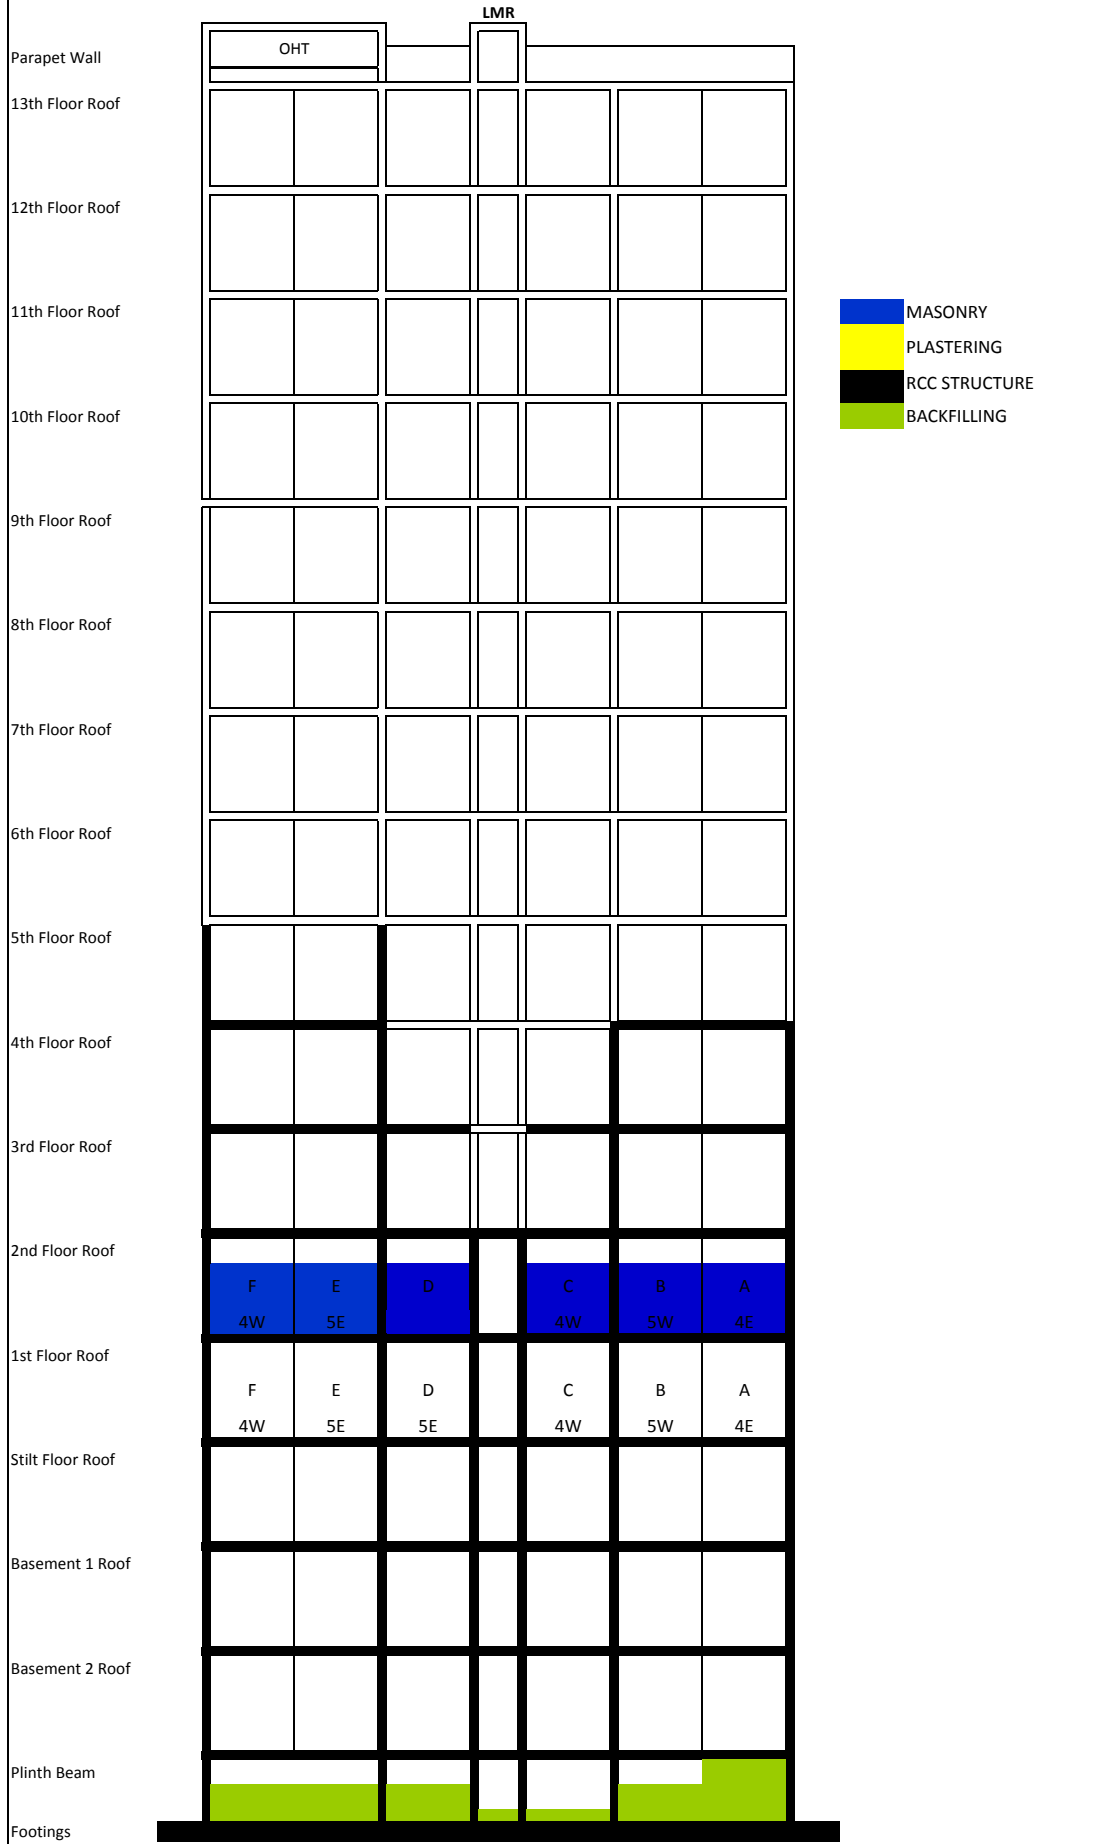 LMR
OHT
Parapet Wall
13th Floor Roof
12th Floor Roof
11th Floor Roof
MASONRY
PLASTERING
RCC STRUCTURE
BACKFILLING
10th Floor Roof
9th Floor Roof
8th Floor Roof
7th Floor Roof
6th Floor Roof
5th Floor Roof
4th Floor Roof
3rd Floor Roof
2nd Floor Roof
F E D C B A
4W 5E 4W 5W 4E
1st Floor Roof
F E D C B A
4W 5E 5E 4W 5W 4E
Stilt Floor Roof
Basement 1 Roof
Basement 2 Roof
Plinth Beam
Footings